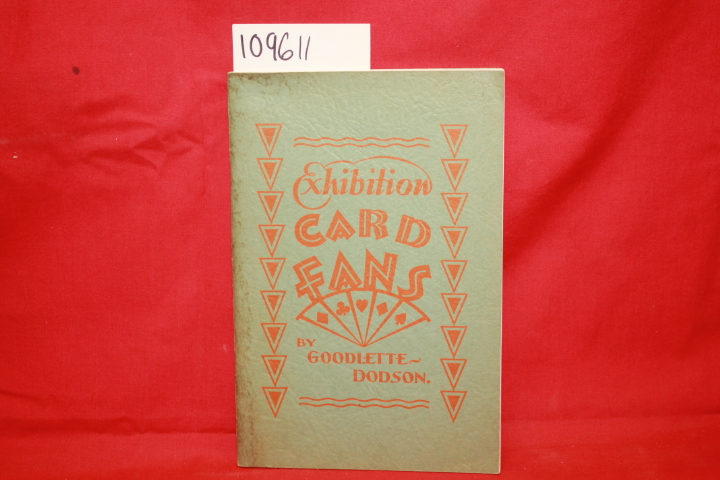 109611
Exhibition
CARD
FANS
BY
GOODLETTE~
DODSON.